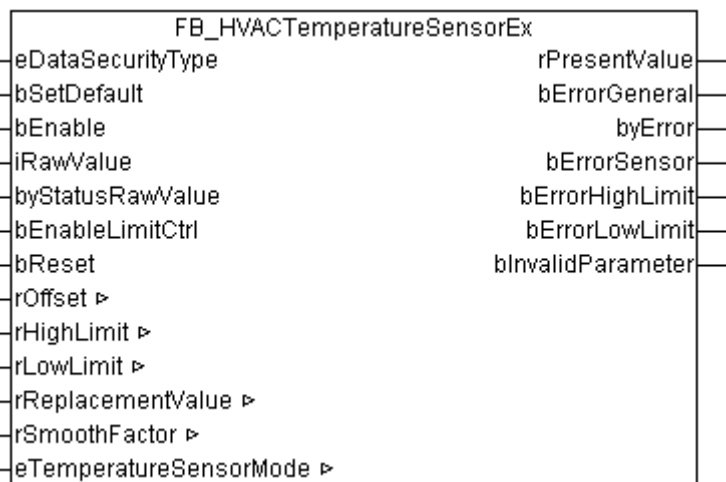 FB_HVACTemperatureSensorEx
eDataSecurityType rPresentValue
bSetDefault bErrorGeneral
bEnable byError
iRawValue bErrorSensor
byStatusRawValue bErrorHighLimit
bEnableLimitCtrl bErrorLowLimit
bReset bInvalidParameter
rOffset ▹
rHighLimit ▹
rLowLimit ▹
rReplacementValue ▹
rSmoothFactor ▹
eTemperatureSensorMode ▹